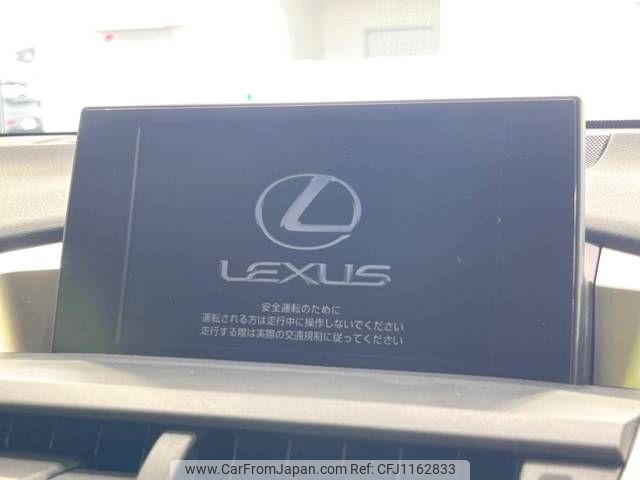 LEXUS
安全運転のために
運転される方は走行中に操作しないでください
走行する際は実際の交通規制に従ってください
www.CarFromJapan.com Ref.No: CFJ1162833